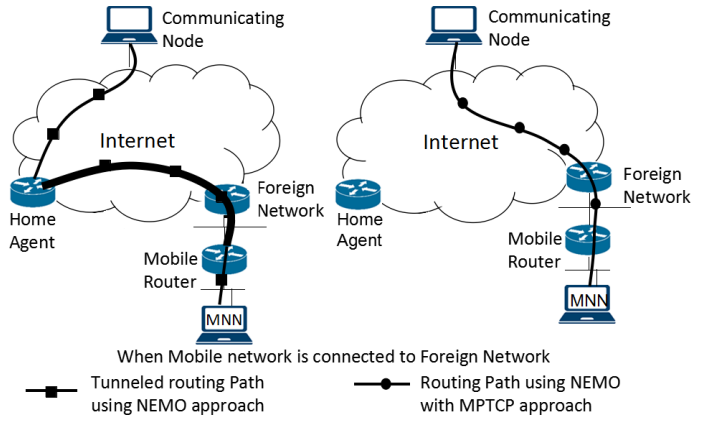 Communicating
Node
Internet
Home
Agent
Foreign
Network
Mobile
Router
MNN
Communicating
Node
Internet
Home
Agent
Foreign
Network
Mobile
Router
MNN
When Mobile network is connected to Foreign Network
Tunneled routing Path
using NEMO approach
Routing Path using NEMO
with MPTCP approach